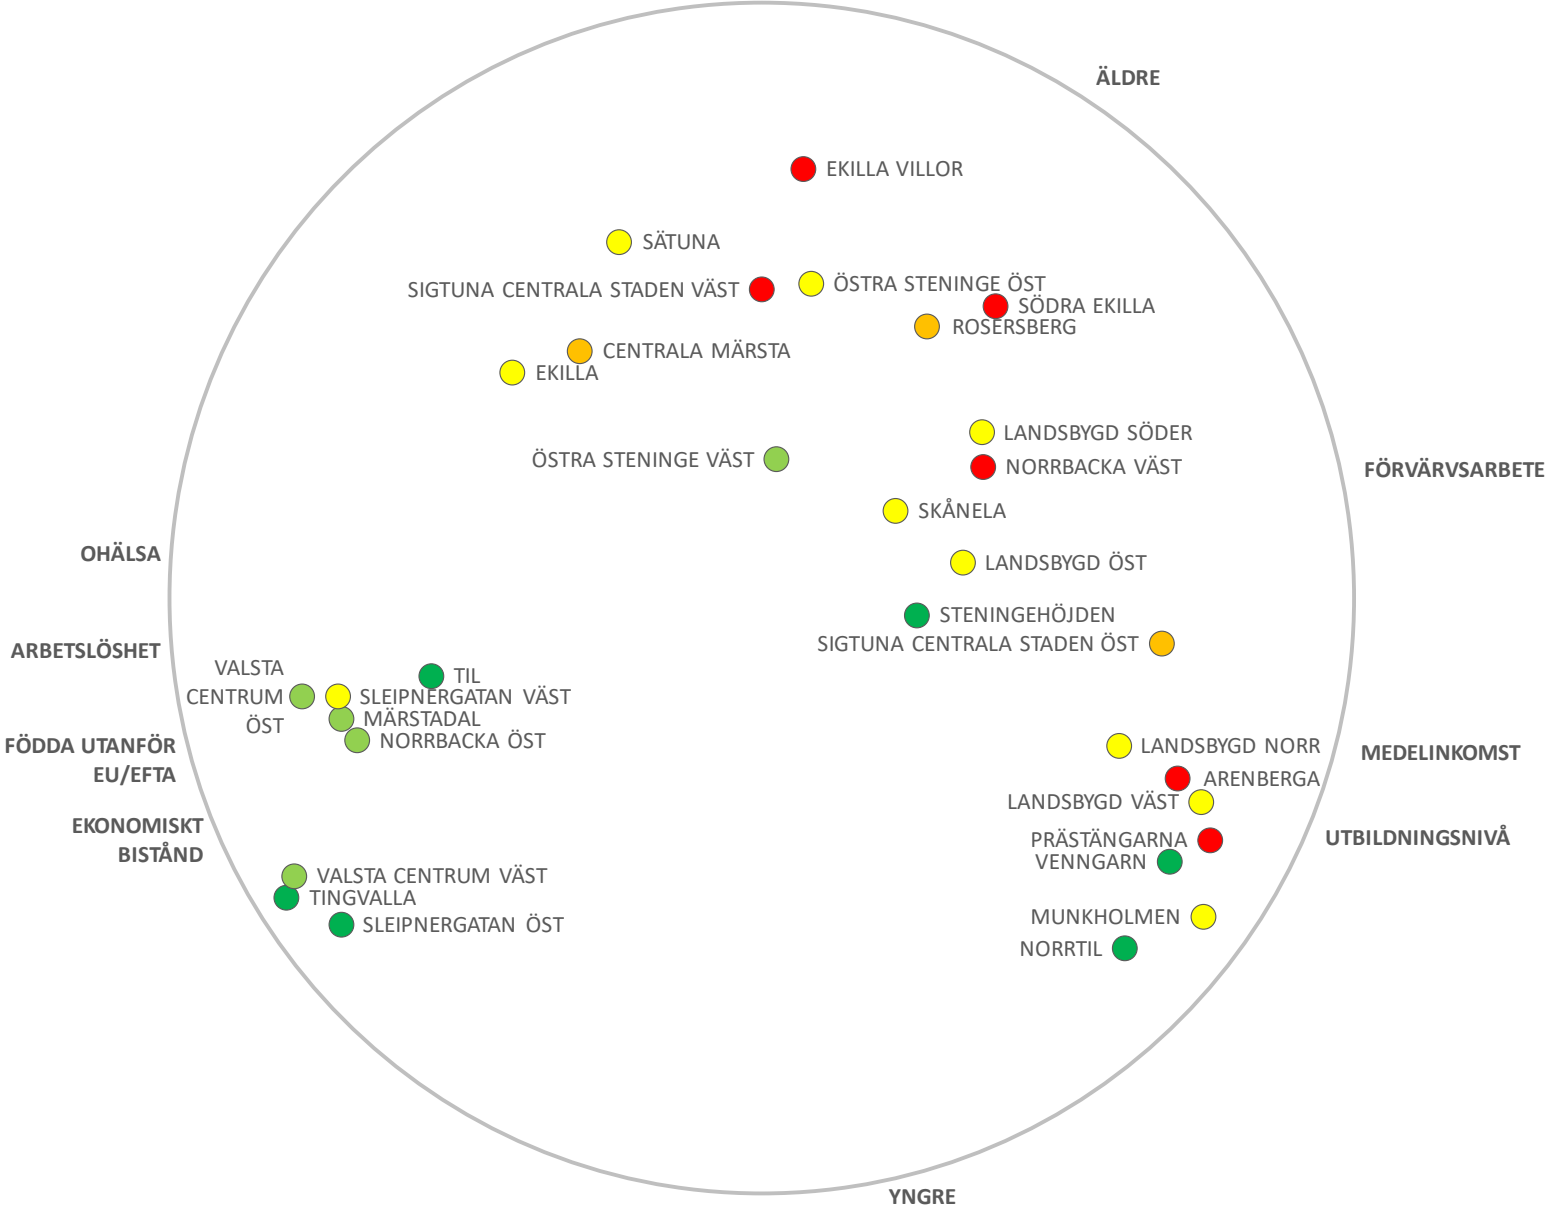 ÄLDRE
EKILLA VILLOR
SÄTUNA
SIGTUNA CENTRALA STADEN VÄST
ÖSTRA STENINGE ÖST
SÖDRA EKILLA
ROSERSBERG
CENTRALA MÄRSTA
EKILLA
LANDSBYGD SÖDER
ÖSTRA STENINGE VÄST
NORRBACKA VÄST
FÖRVÄRVSARBETE
SKÅNELA
OHÄLSA
LANDSBYGD ÖST
STENINGEHÖJDEN
SIGTUNA CENTRALA STADEN ÖST
ARBETSLÖSHET
VALSTA
CENTRUM
ÖST
TIL
SLEIPNERGATAN VÄST
MÄRSTADAL
NORRBACKA ÖST
FÖDDA UTANFÖR
EU/EFTA
LANDSBYGD NORR
MEDELINKOMST
ARENBERGA
LANDSBYGD VÄST
EKONOMISKT
BISTÅND
PRÄSTÄNGARNA
UTBILDNINGSNIVÅ
VENNGARN
VALSTA CENTRUM VÄST
TINGVALLA
SLEIPNERGATAN ÖST
MUNKHOLMEN
NORRTIL
YNGRE